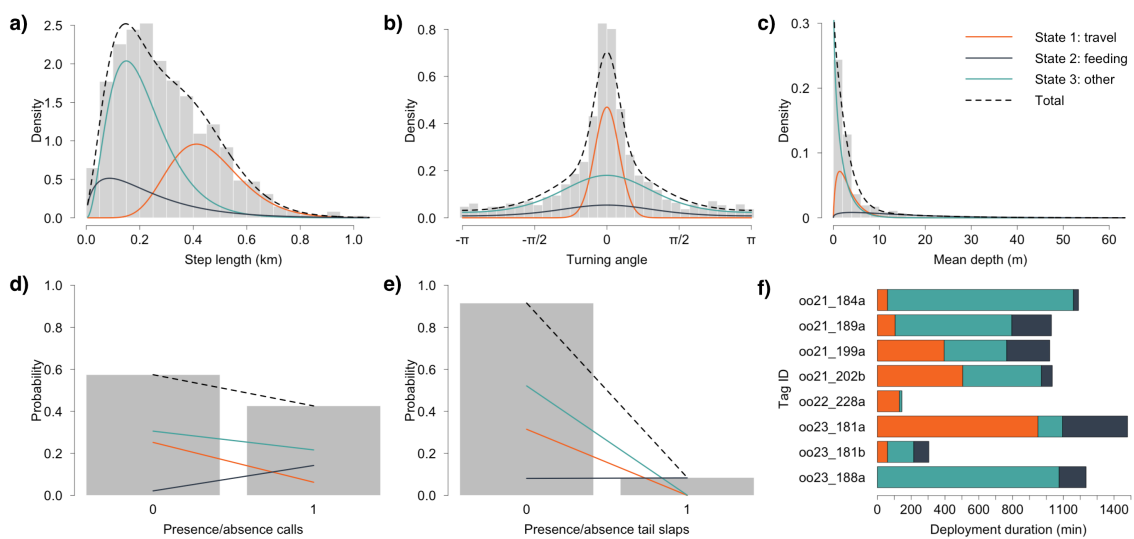 a)
2.5
2.0
1.5
1.0
0.5
0.0
Density
0.0 0.2 0.4 0.6 0.8 1.0
Step length (km)
b)
0.8
0.6
0.4
0.2
0.0
Density
-π -π/2 0 π/2 π
Turning angle
c)
0.3
0.2
0.1
0
Density
0 10 20 30 40 50 60
Mean depth (m)
State 1: travel
State 2: feeding
State 3: other
Total
d)
1.0
0.8
0.6
0.4
0.2
0.0
Probability
0 1
Presence/absence calls
e)
1.0
0.8
0.6
0.4
0.2
0.0
Probability
0 1
Presence/absence tail slaps
f)
Tag ID
oo21_184a
oo21_189a
oo21_199a
oo21_202b
oo22_228a
oo23_181a
oo23_181b
oo23_188a
0 200 400 600 800 1100 1400
Deployment duration (min)